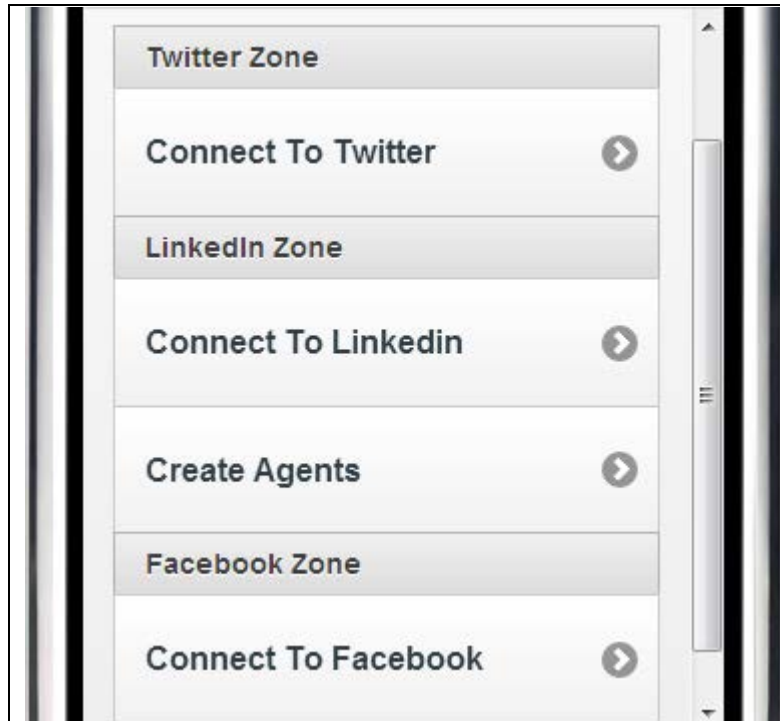 Twitter Zone
Connect To Twitter
LinkedIn Zone
Connect To Linkedin
Create Agents
Facebook Zone
Connect To Facebook